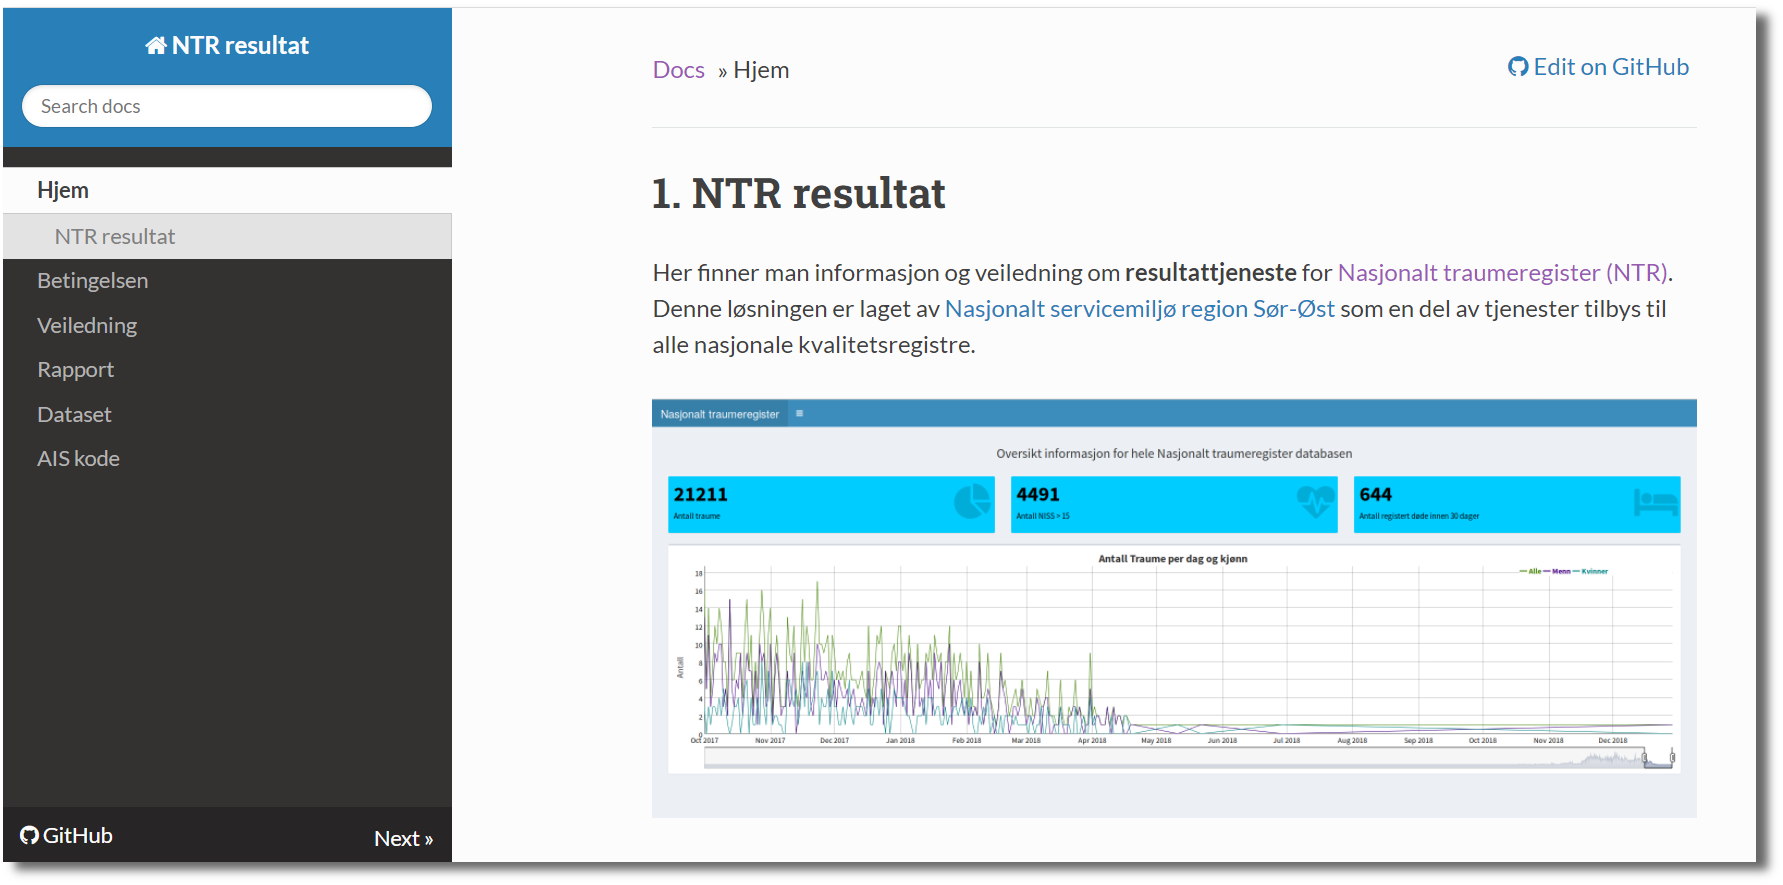 NTR resultat
Search docs
Hjem
NTR resultat
Betingelsen
Veiledning
Rapport
Dataset
AIS kode
GitHub
Next »
Docs » Hjem
Edit on GitHub
1. NTR resultat
Her finner man informasjon og veiledning om resultattjeneste for Nasjonalt traumeregister (NTR).
Denne løsningen er laget av Nasjonalt servicemiljø region Sør-Øst som en del av tjenester tilbys til
alle nasjonale kvalitetsregistre.
Nasjonalt traumeregister
Oversikt informasjon for hele Nasjonalt traumeregister databasen
21211
Antall traume
4491
Antall NISS > 15
644
Antall registert døde innen 30 dager
Antall Traume per dag og kjønn
Alle Menn Kvinner
Antall
18
16
14
12
10
8
6
4
2
0
Oct 2017 Nov 2017 Dec 2017 Jan 2018 Feb 2018 Mar 2018 Apr 2018 May 2018 Jun 2018 Jul 2018 Aug 2018 Sep 2018 Oct 2018 Nov 2018 Dec 2018